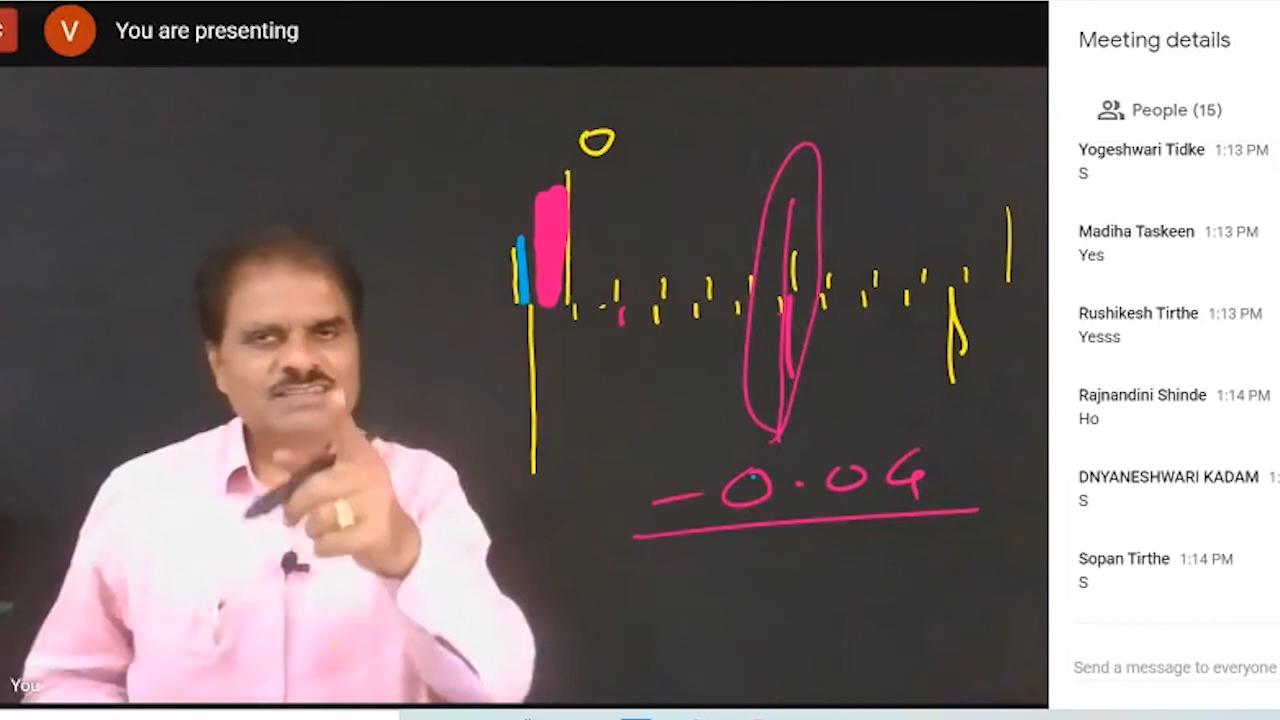 V You are presenting
Meeting details
People (15)
Yogeshwari Tidke 1:13 PM
S
Madiha Taskeen 1:13 PM
Yes
Rushikesh Tirthe 1:13 PM
Yesss
Rajnandini Shinde 1:14 PM
Ho
DNYANESHWARI KADAM 1:
S
Sopan Tirthe 1:14 PM
S
Send a message to everyone
0
-0.04
You